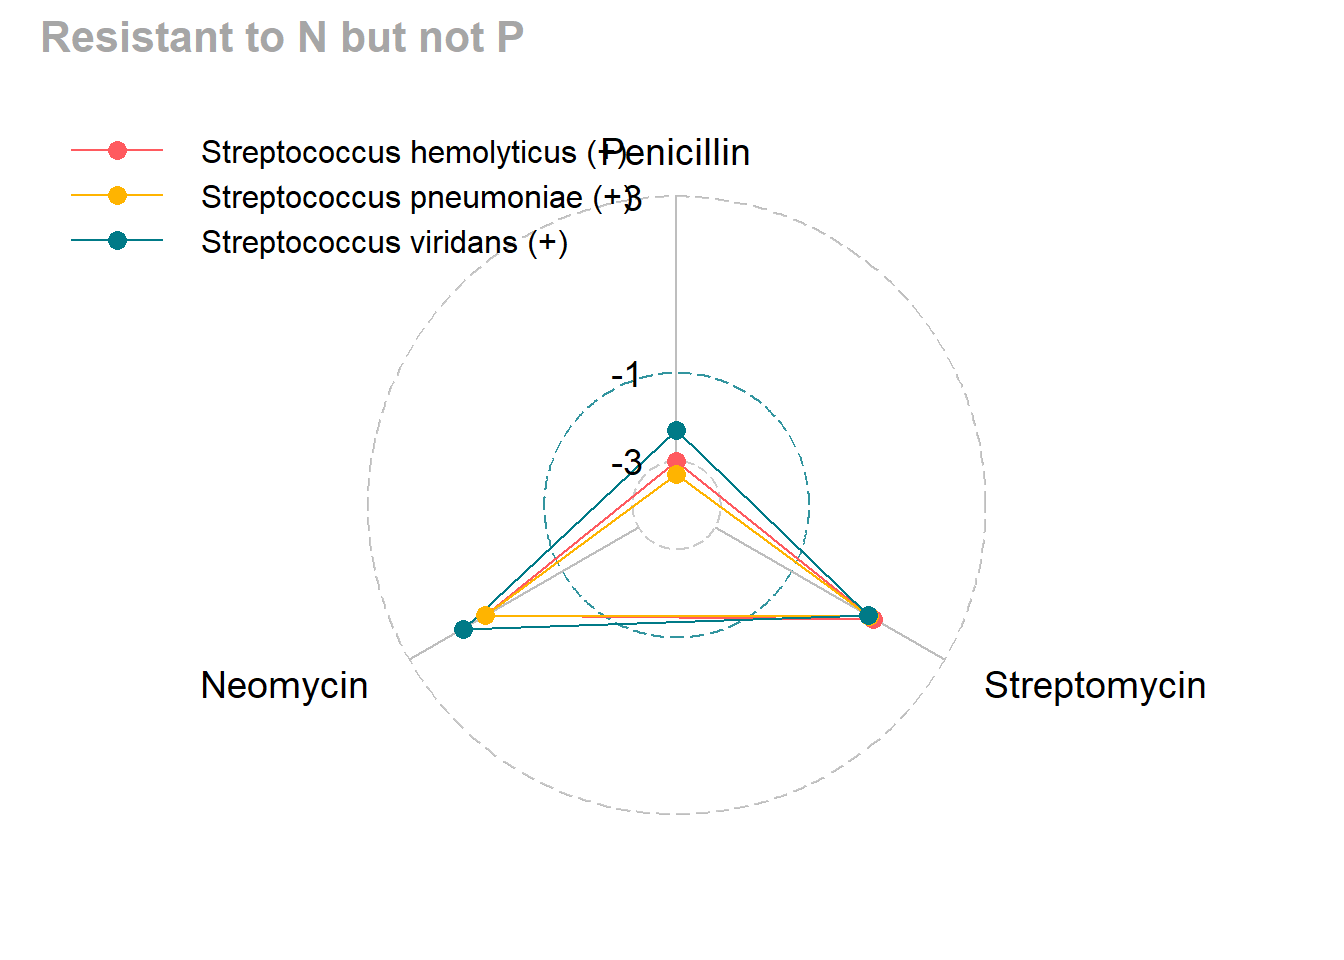 Resistant to N but not P
Streptococcus hemolyticus (+)
Streptococcus pneumoniae (+)
Streptococcus viridans (+)
Penicillin
3
-1
-3
Neomycin
Streptomycin